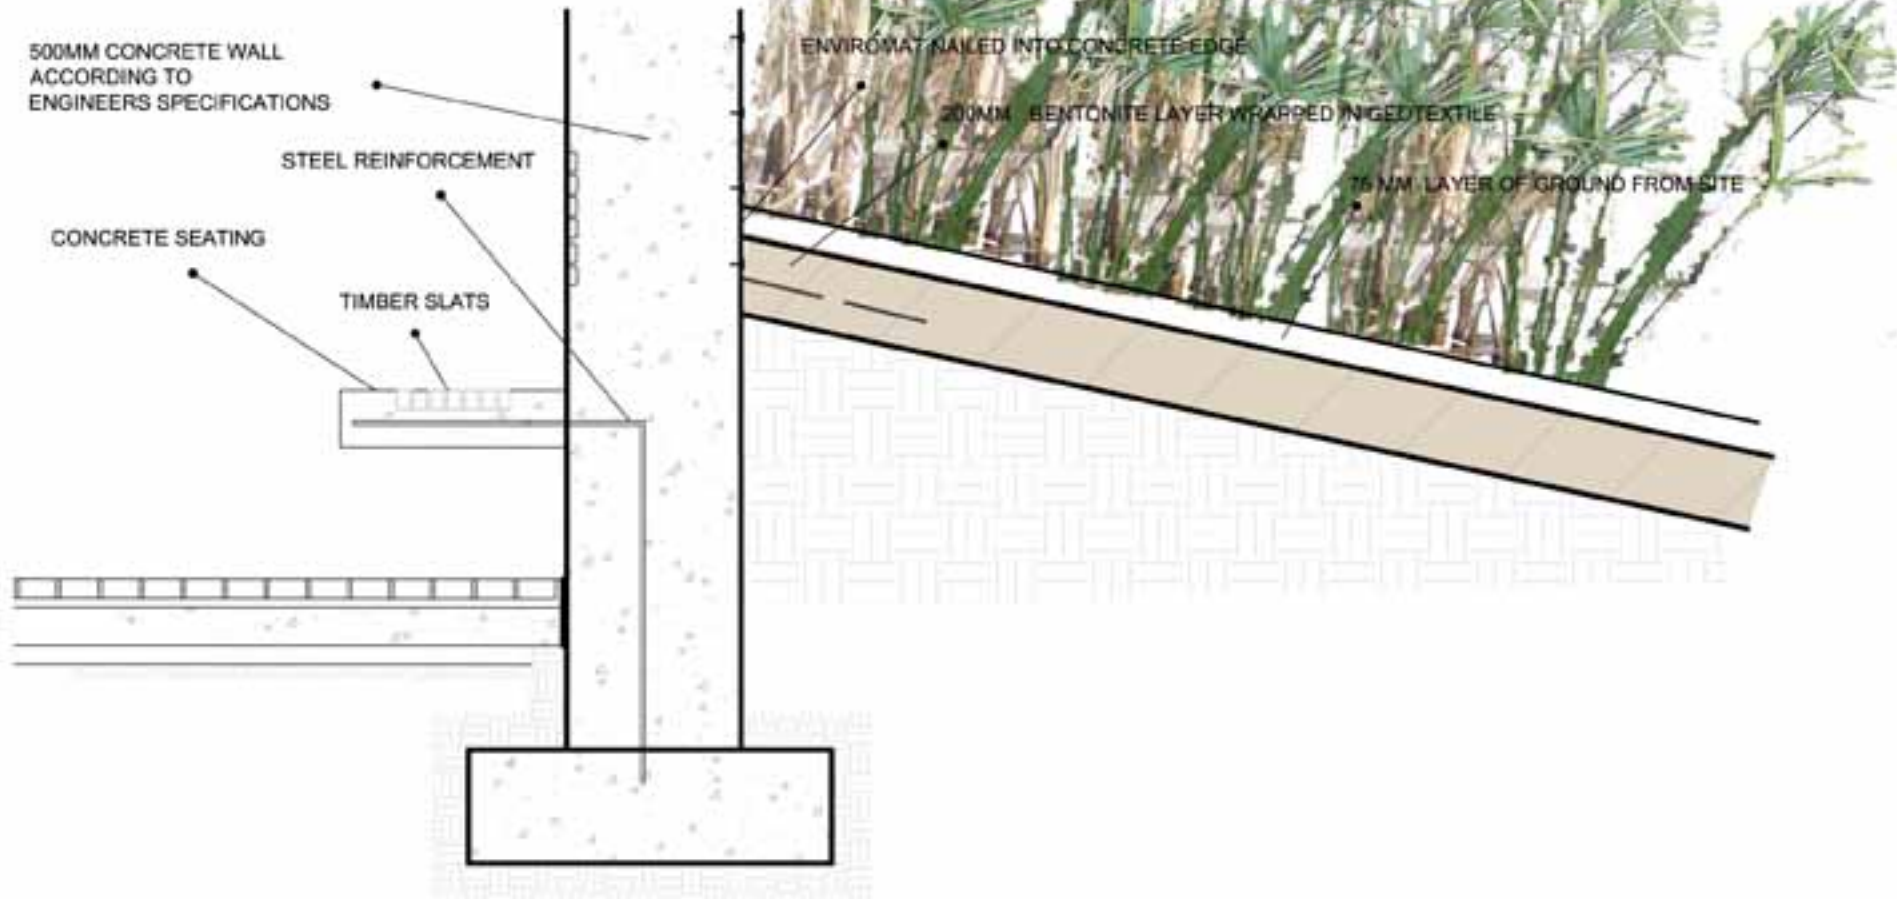 500MM CONCRETE WALL
ACCORDING TO
ENGINEERS SPECIFICATIONS
STEEL REINFORCEMENT
CONCRETE SEATING
TIMBER SLATS
ENVIROMAT NAILED INTO CONCRETE EDGE
200MM BENTONITE LAYER WRAPPED IN GEOTEXTILE
75 MM LAYER OF GROUND FROM SITE